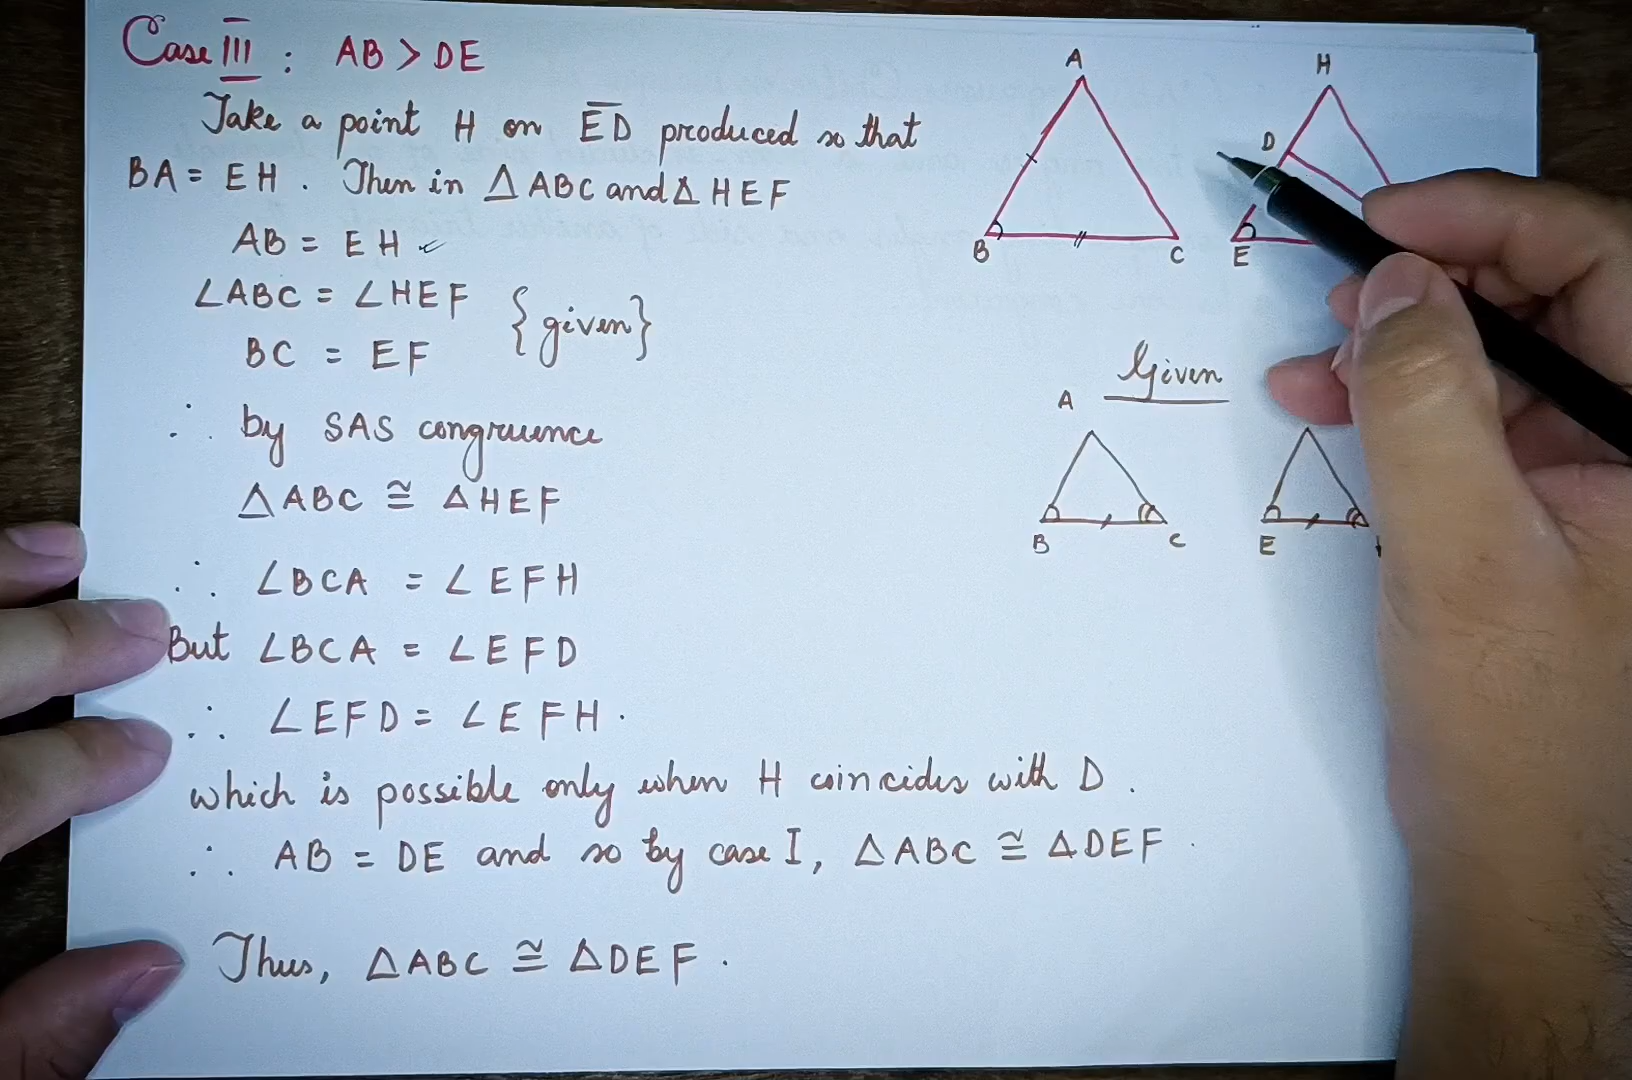 Case III : AB > DE
Take a point H on ED produced so that
BA = EH . Then in △ ABC and △ HEF
AB = EH ✓
∠ABC = ∠HEF
{given}
BC = EF
∴ by SAS congruence
△ABC ≅ △HEF
∴ ∠BCA = ∠EFH
But ∠BCA = ∠EFD
∴ ∠EFD = ∠EFH .
which is possible only when H coincides with D .
∴ AB = DE and so by case I, △ABC ≅ △DEF .
Thus, △ABC ≅ △DEF .
A
B
C
H
D
E
Given
A
B
C
E